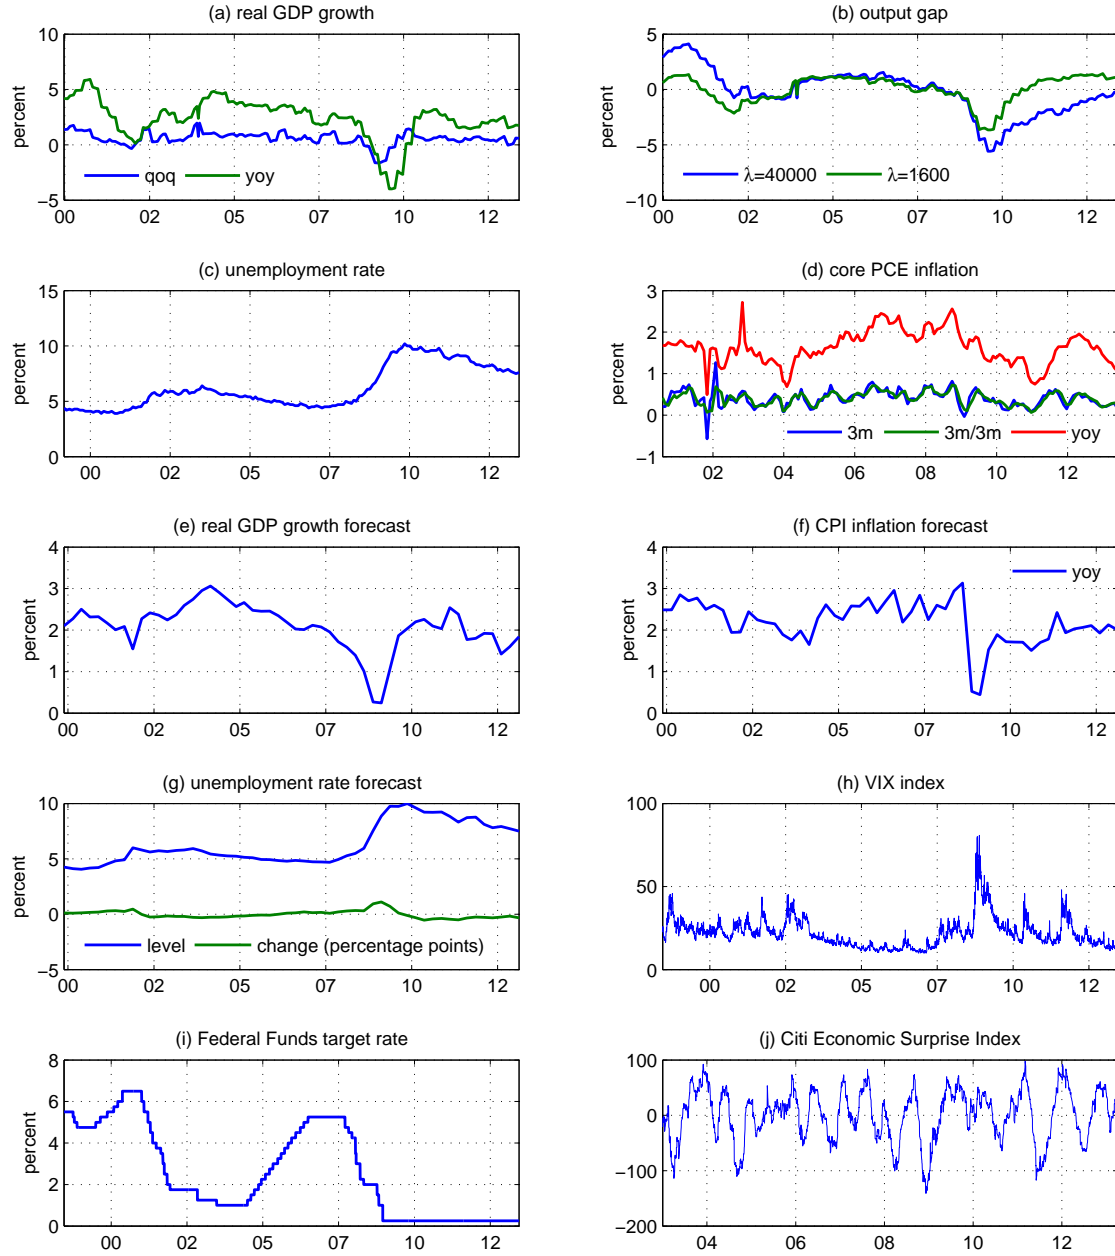 (a) real GDP growth
10
5
0
−5
percent
qoq yoy
00 02 05 07 10 12
(b) output gap
5
0
−5
−10
percent
λ=40000 λ=1600
00 02 05 07 10 12
(c) unemployment rate
15
10
5
0
percent
00 02 05 07 10 12
(d) core PCE inflation
3
2
1
0
−1
percent
3m 3m/3m yoy
02 04 06 08 10 12
(e) real GDP growth forecast
4
3
2
1
0
percent
00 02 05 07 10 12
(f) CPI inflation forecast
4
3
2
1
0
percent
yoy
00 02 05 07 10 12
(g) unemployment rate forecast
10
5
0
−5
percent
level change (percentage points)
00 02 05 07 10 12
(h) VIX index
100
50
0
00 02 05 07 10 12
(i) Federal Funds target rate
8
6
4
2
0
percent
00 02 05 07 10 12
(j) Citi Economic Surprise Index
100
0
−100
−200
04 06 08 10 12